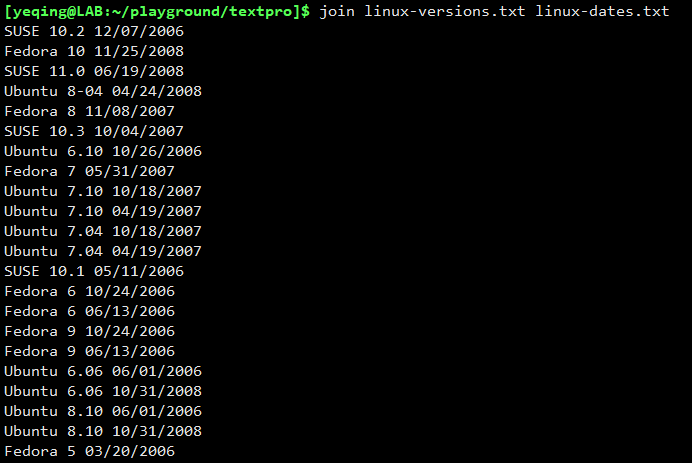 [yeqing@LAB:~/playground/textpro]$ join linux-versions.txt linux-dates.txt
SUSE 10.2 12/07/2006
Fedora 10 11/25/2008
SUSE 11.0 06/19/2008
Ubuntu 8-04 04/24/2008
Fedora 8 11/08/2007
SUSE 10.3 10/04/2007
Ubuntu 6.10 10/26/2006
Fedora 7 05/31/2007
Ubuntu 7.10 10/18/2007
Ubuntu 7.10 04/19/2007
Ubuntu 7.04 10/18/2007
Ubuntu 7.04 04/19/2007
SUSE 10.1 05/11/2006
Fedora 6 10/24/2006
Fedora 6 06/13/2006
Fedora 9 10/24/2006
Fedora 9 06/13/2006
Ubuntu 6.06 06/01/2006
Ubuntu 6.06 10/31/2008
Ubuntu 8.10 06/01/2006
Ubuntu 8.10 10/31/2008
Fedora 5 03/20/2006